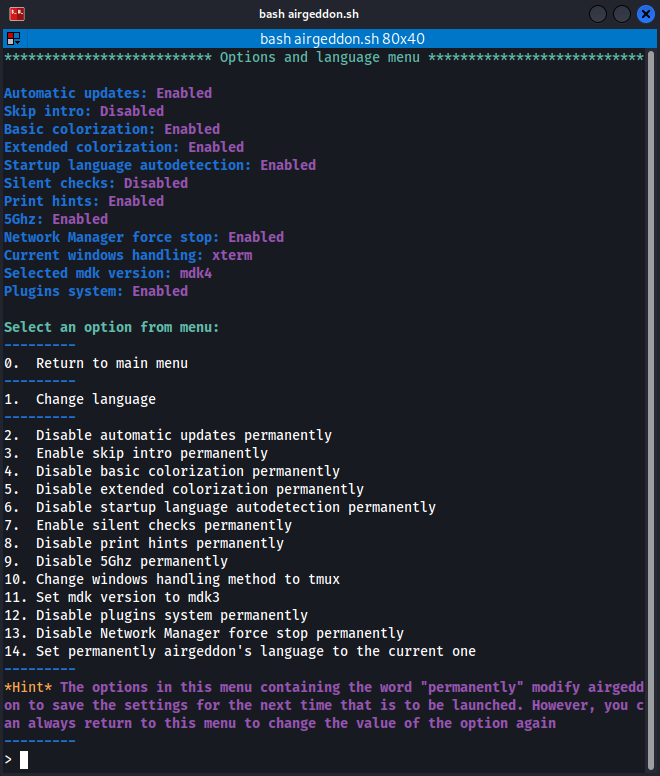 bash airgeddon.sh
bash airgeddon.sh 80x40
************************** Options and language menu ***************************
Automatic updates: Enabled
Skip intro: Disabled
Basic colorization: Enabled
Extended colorization: Enabled
Startup language autodetection: Enabled
Silent checks: Disabled
Print hints: Enabled
5Ghz: Enabled
Network Manager force stop: Enabled
Current windows handling: xterm
Selected mdk version: mdk4
Plugins system: Enabled
Select an option from menu:
---------
0.  Return to main menu
---------
1.  Change language
---------
2.  Disable automatic updates permanently
3.  Enable skip intro permanently
4.  Disable basic colorization permanently
5.  Disable extended colorization permanently
6.  Disable startup language autodetection permanently
7.  Enable silent checks permanently
8.  Disable print hints permanently
9.  Disable 5Ghz permanently
10. Change windows handling method to tmux
11. Set mdk version to mdk3
12. Disable plugins system permanently
13. Disable Network Manager force stop permanently
14. Set permanently airgeddon's language to the current one
---------
*Hint* The options in this menu containing the word "permanently" modify airgedd
on to save the settings for the next time that is to be launched. However, you c
an always return to this menu to change the value of the option again
---------
>